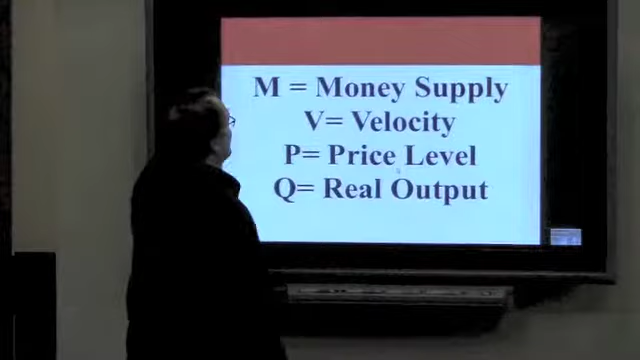 M = Money Supply
V= Velocity
P= Price Level
Q= Real Output